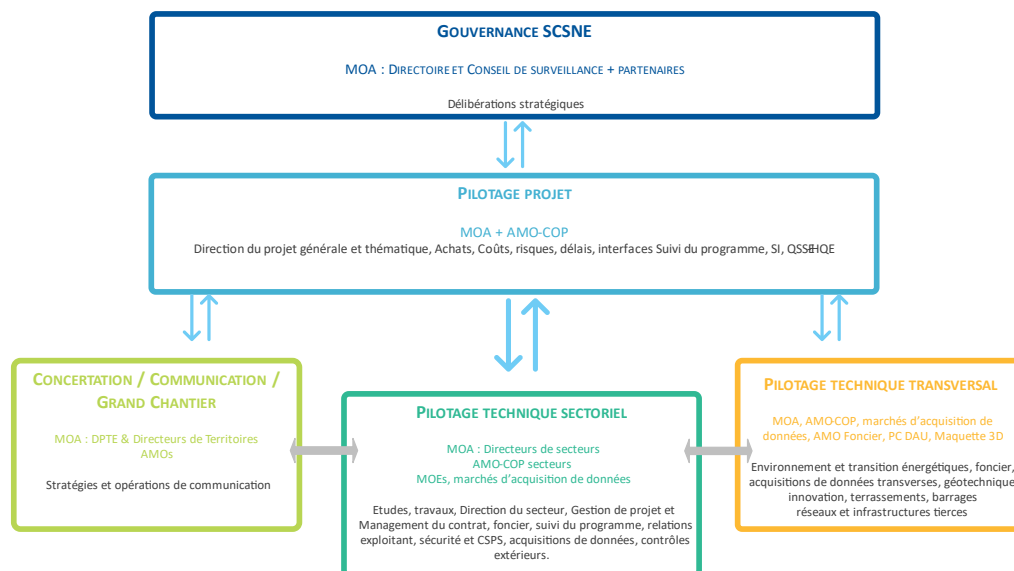 GOUVERNANCE SCSNE
MOA : DIRECTOIRE ET CONSEIL DE SURVEILLANCE + PARTENAIRES
Délibérations stratégiques
PILOTAGE PROJET
MOA + AMO-COP
Direction du projet générale et thématique, Achats, Coûts, risques, délais, interfaces Suivi du programme, SI, QSSEHQE
CONCERTATION / COMMUNICATION /
GRAND CHANTIER
MOA : DPTE & Directeurs de Territoires
AMOs
Stratégies et opérations de communication
PILOTAGE TECHNIQUE SECTORIEL
MOA : Directeurs de secteurs
AMO-COP secteurs
MOEs, marchés d'acquisition de données
Etudes, travaux, Direction du secteur, Gestion de projet et
Management du contrat, foncier, suivi du programme, relations
exploitant, sécurité et CSPS, acquisitions de données, contrôles
extérieurs.
PILOTAGE TECHNIQUE TRANSVERSAL
MOA, AMO-COP, marchés d'acquisition de
données, AMO Foncier, PC DAU, Maquette 3D
Environnement et transition énergétiques, foncier,
acquisitions de données transverses, géotechnique
innovation, terrassements, barrages
réseaux et infrastructures tierces